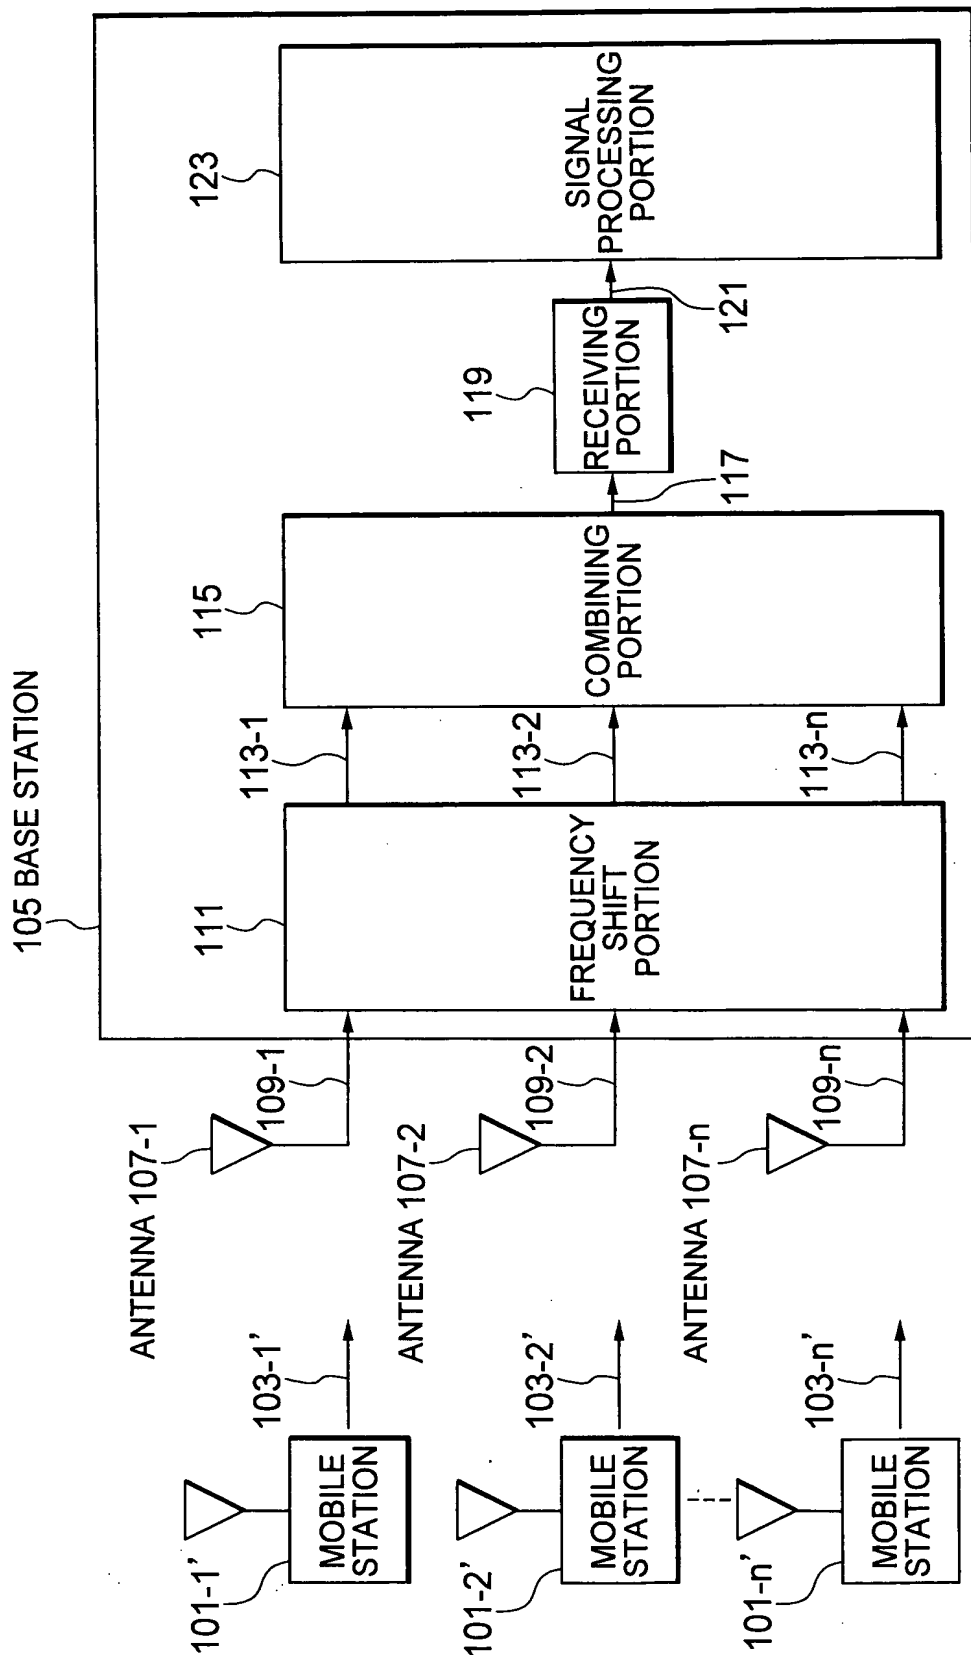 105 BASE STATION
ANTENNA 107-1
109-1
111
113-1
115
117
119
121
123
101-1'
MOBILE
STATION
103-1'
FREQUENCY
SHIFT
PORTION
COMBINING
PORTION
RECEIVING
PORTION
SIGNAL
PROCESSING
PORTION
ANTENNA 107-2
109-2
113-2
101-2'
MOBILE
STATION
103-2'
ANTENNA 107-n
109-n
113-n
101-n'
MOBILE
STATION
103-n'